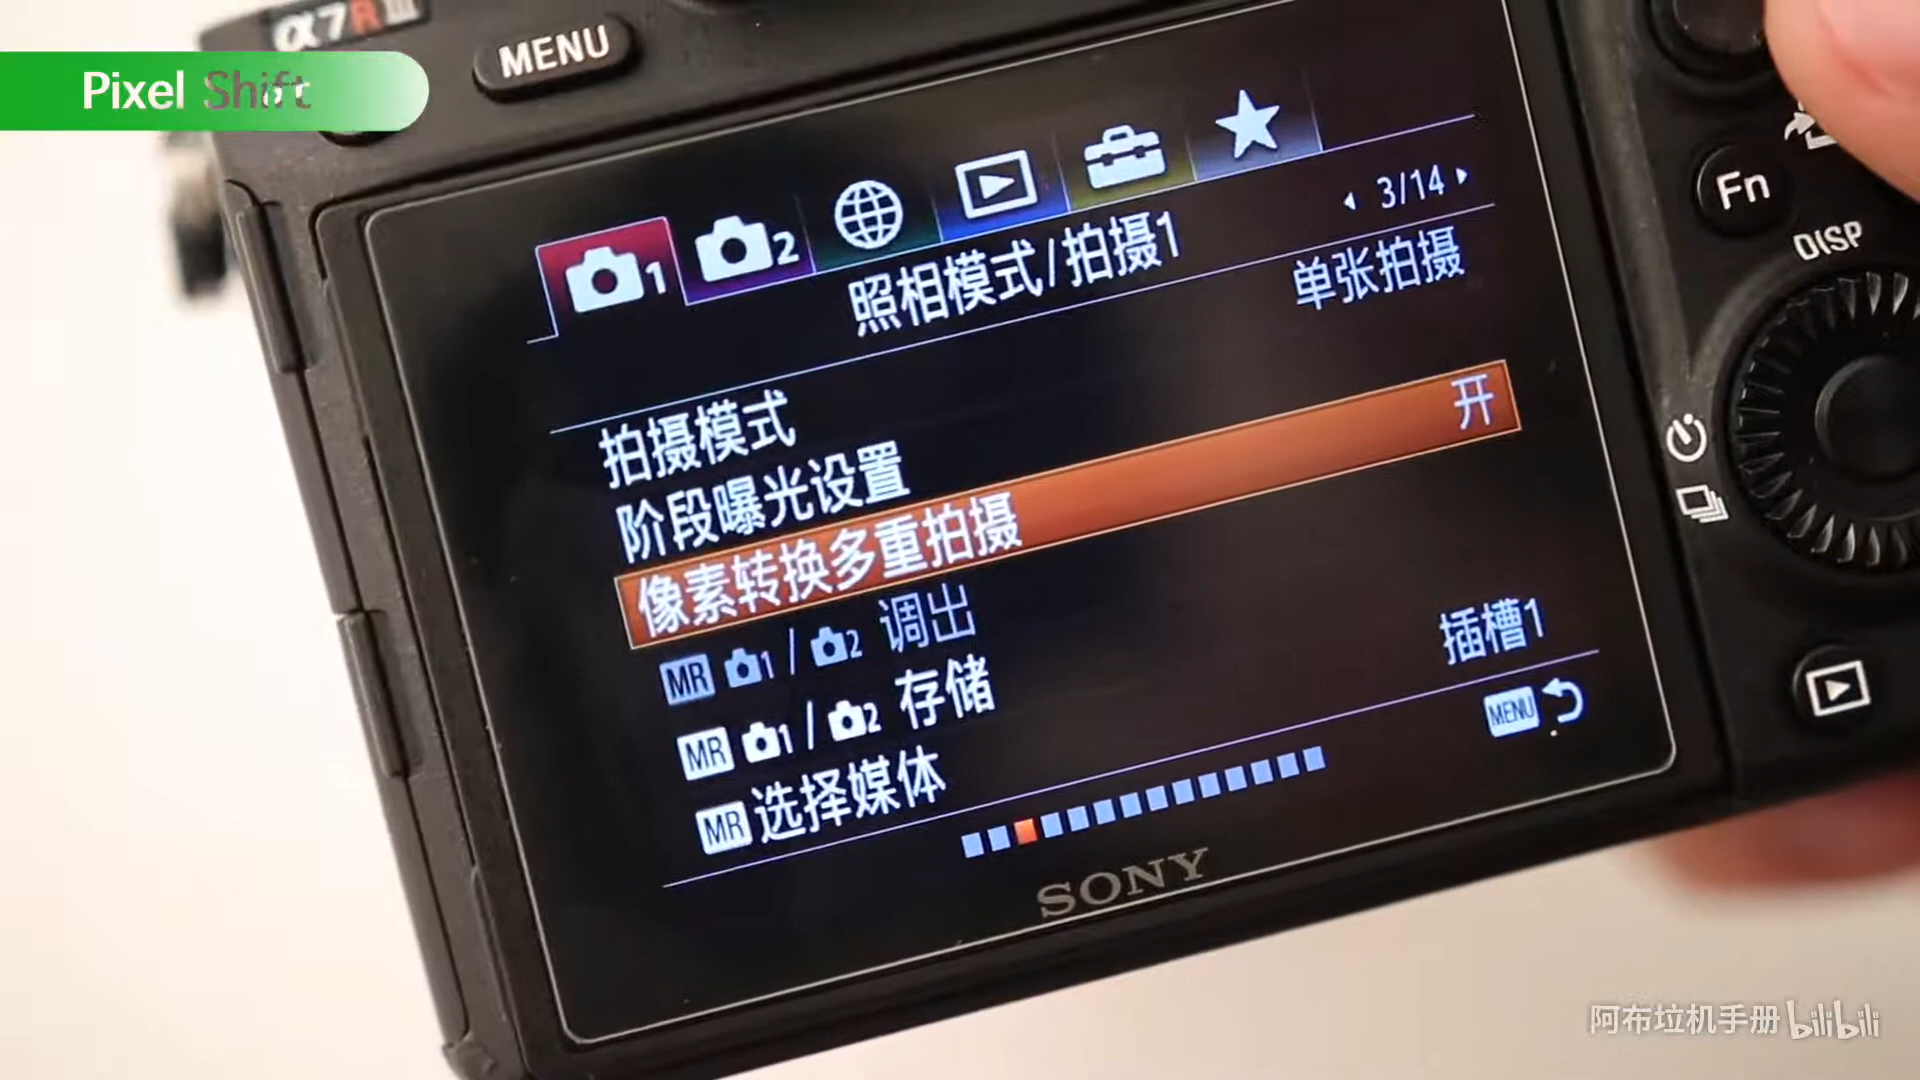 α7RIII
MENU
Pixel Shift
1
2
3/14
照相模式/拍摄1
拍摄模式 单张拍摄
阶段曝光设置
像素转换多重拍摄 开
MR 1 / 2 调出
MR 1 / 2 存储
MR 选择媒体 插槽1
MENU
SONY
Fn
DISP
阿布垃机手册 bilibili